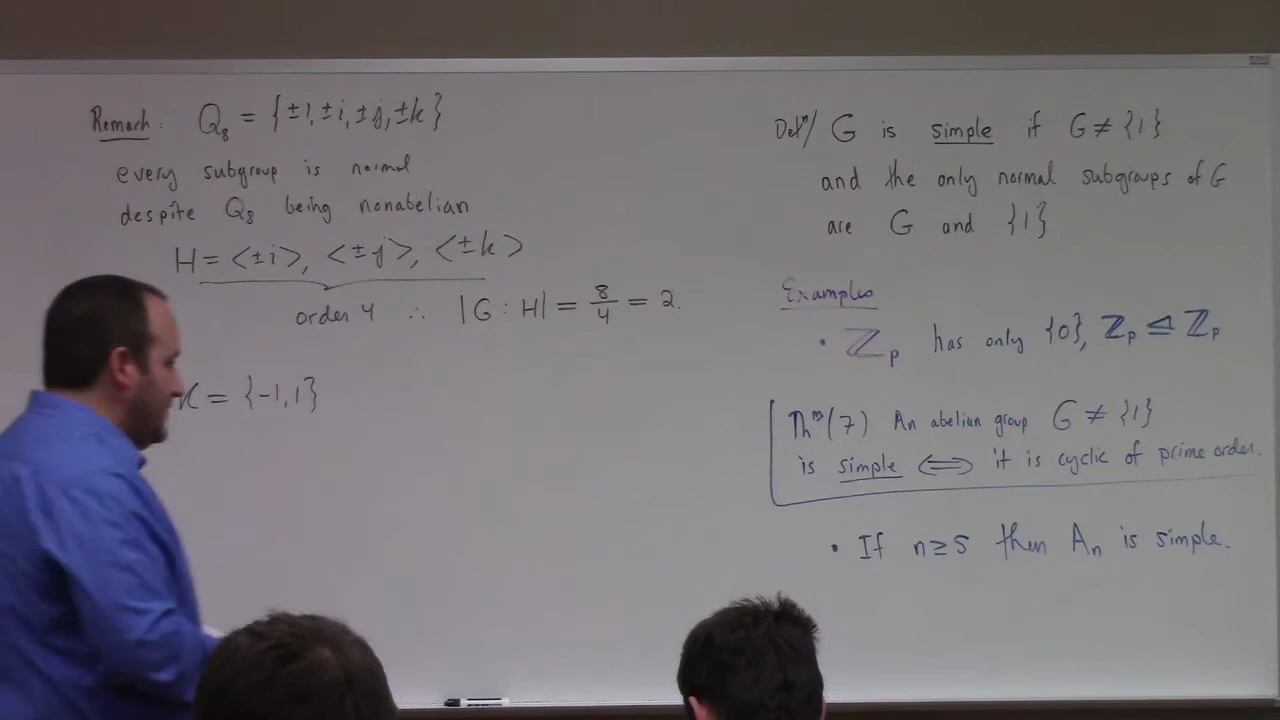 Remark: Q₈ = {±1, ±i, ±j, ±k}
every subgroup is normal
despite Q₈ being nonabelian
H = <±i>, <±j>, <±k>
order 4 ∴ |G : H| = 8/4 = 2.
K = {-1, 1}
Defⁿ/ G is simple if G ≠ {1}
and the only normal subgroups of G
are G and {1}
Examples
• ℤₚ has only {0}, ℤₚ ⊴ ℤₚ
Thᵐ(7) An abelian group G ≠ {1}
is simple ⟺ it is cyclic of prime order.
• If n≥5 then Aₙ is simple.